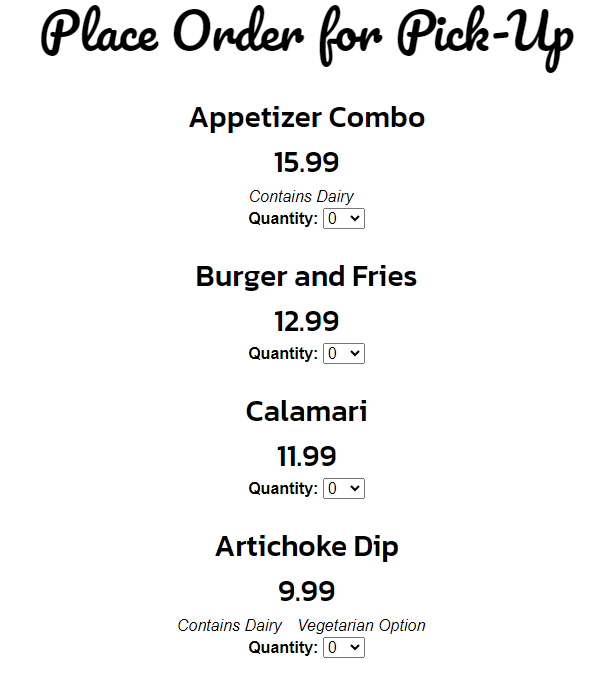 Place Order for Pick-Up
Appetizer Combo
15.99
Contains Dairy
Quantity: 0
Burger and Fries
12.99
Quantity: 0
Calamari
11.99
Quantity: 0
Artichoke Dip
9.99
Contains Dairy Vegetarian Option
Quantity: 0